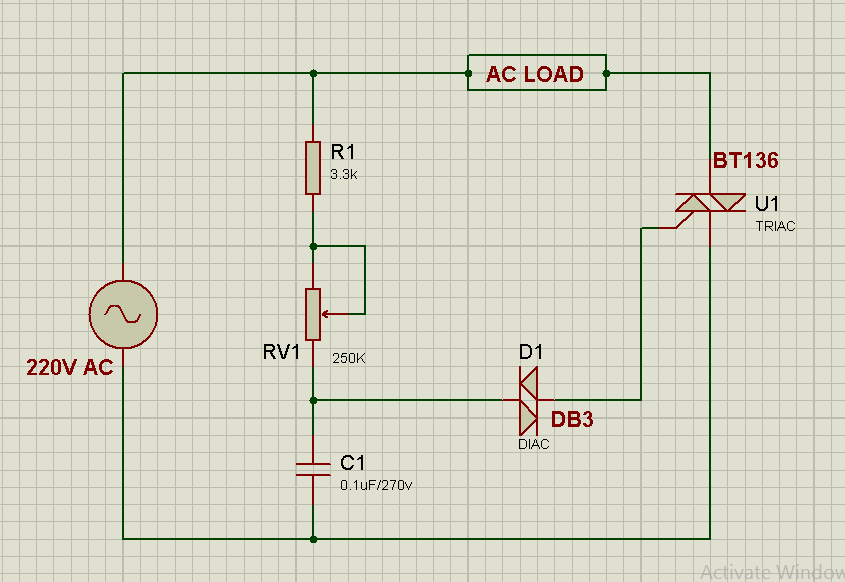 AC LOAD
R1
3.3k
BT136
U1
TRIAC
220V AC
RV1
250K
D1
DB3
DIAC
C1
0.1uF/270v
Activate Window